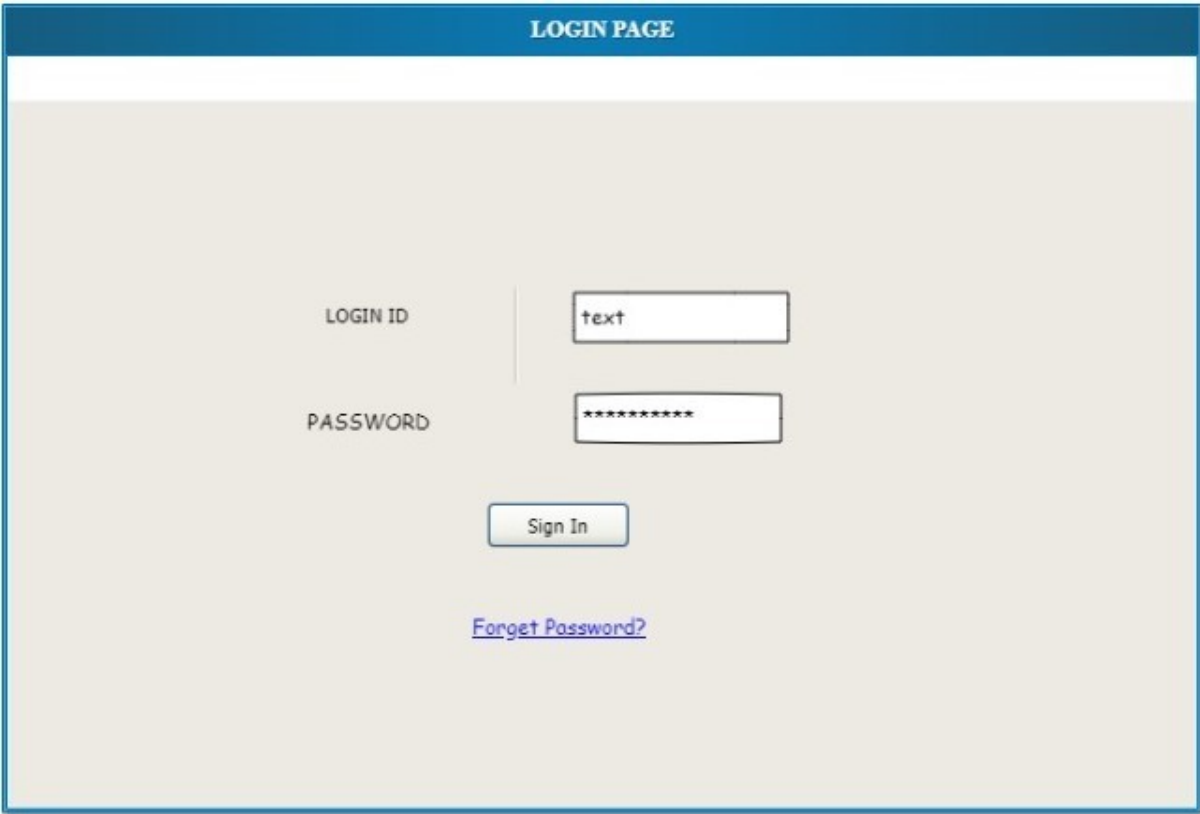 LOGIN PAGE
LOGIN ID
text
PASSWORD
**********
Sign In
Forget Password?